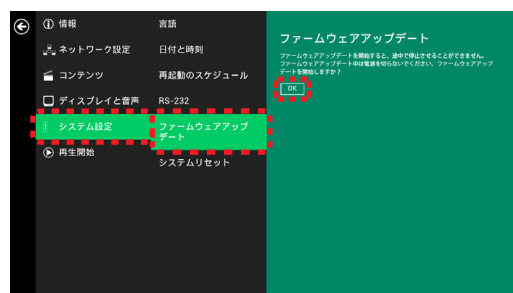 情報
ネットワーク設定
コンテンツ
ディスプレイと音声
システム設定
再生開始
言語
日付と時刻
再起動のスケジュール
RS-232
ファームウェアアップ
デート
システムリセット
ファームウェアアップデート
ファームウェアアップデートを開始すると、途中で停止させることができません。
ファームウェアアップデート中は電源を切らないでください。ファームウェアアップ
デートを開始しますか？
OK